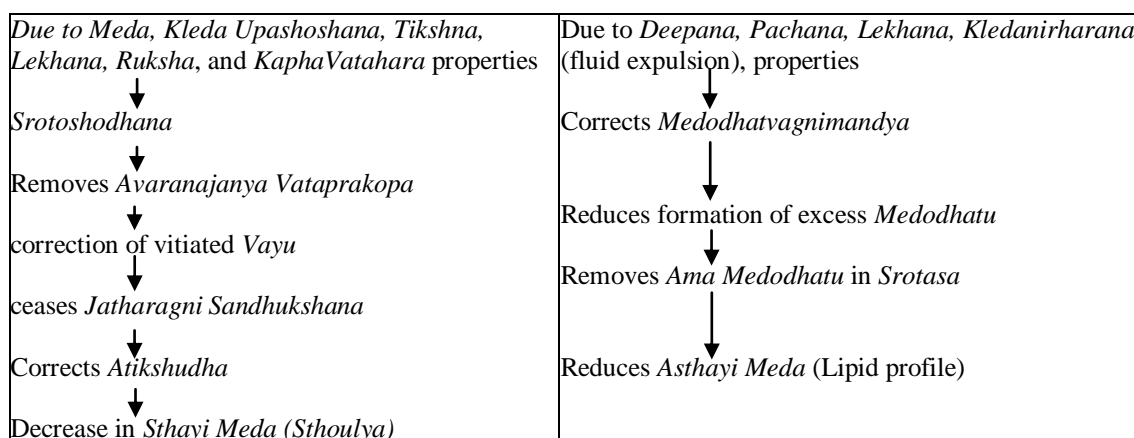 Due to Meda, Kleda Upashoshana, Tikshna,
Lekhana, Ruksha, and KaphaVatahara properties
Srotoshodhana
Removes Avaranajanya Vataprakopa
correction of vitiated Vayu
ceases Jatharagni Sandhukshana
Corrects Atikshudha
Decrease in Sthayi Meda (Sthoulya)
Due to Deepana, Pachana, Lekhana, Kledanirharana
(fluid expulsion), properties
Corrects Medodhatvagnimandya
Reduces formation of excess Medodhatu
Removes Ama Medodhatu in Srotasa
Reduces Asthayi Meda (Lipid profile)